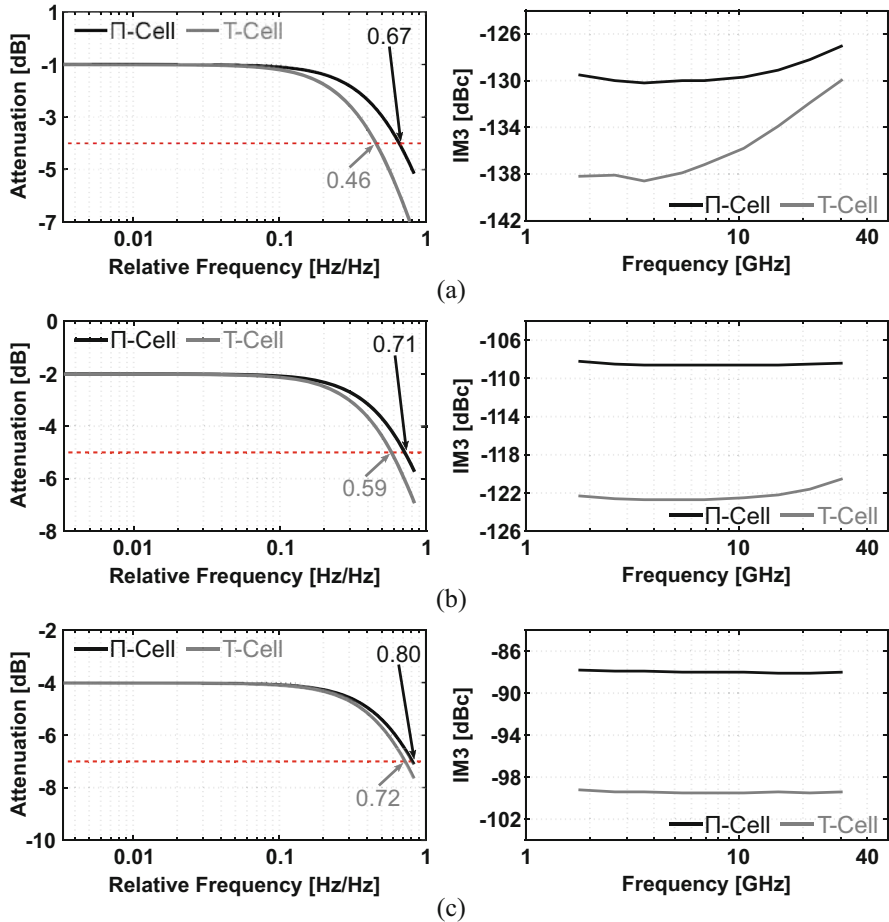 1
-1
-3
-5
-7
Attenuation [dB]
Π-Cell T-Cell
0.67
0.46
0.01 0.1 1
Relative Frequency [Hz/Hz]
-124
-126
-130
-134
-138
-142
IM3 [dBc]
Π-Cell T-Cell
1 10 40
Frequency [GHz]
(a)
0
-2
-4
-6
-8
Attenuation [dB]
Π-Cell T-Cell
0.71
0.59
0.01 0.1 1
Relative Frequency [Hz/Hz]
-106
-110
-114
-118
-122
-126
IM3 [dBc]
Π-Cell T-Cell
1 10 40
Frequency [GHz]
(b)
-2
-4
-6
-8
-10
Attenuation [dB]
Π-Cell T-Cell
0.80
0.72
0.01 0.1 1
Relative Frequency [Hz/Hz]
-86
-90
-94
-98
-102
IM3 [dBc]
Π-Cell T-Cell
1 10 40
Frequency [GHz]
(c)